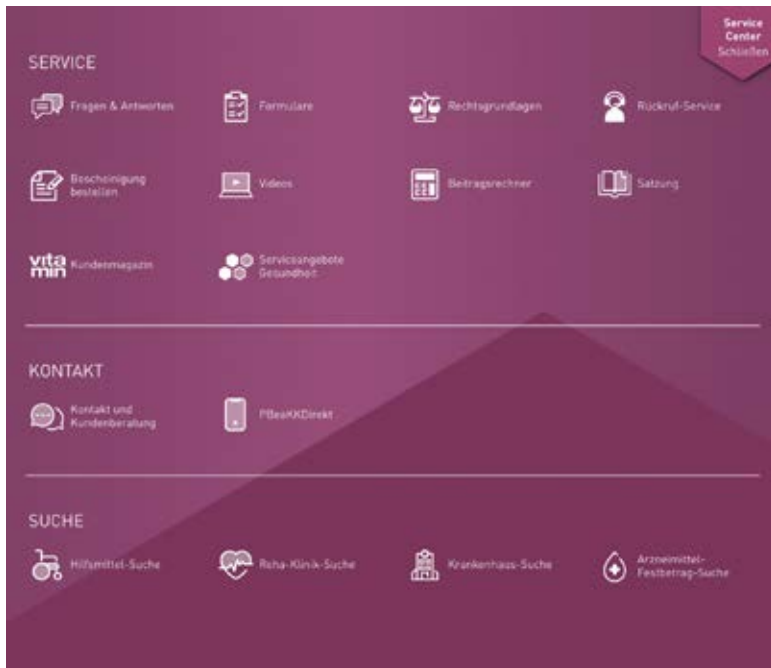 Service
Center
Schließen
SERVICE
Fragen & Antworten
Formulare
Rechtsgrundlagen
Rückruf-Service
Bescheinigung
bestellen
Videos
Beitragsrechner
Satzung
vita
min
Kundenmagazin
Serviceangebote
Gesundheit
KONTAKT
Kontakt und
Kundenberatung
PBeaKKDirekt
SUCHE
Hilfsmittel-Suche
Reha-Klinik-Suche
Krankenhaus-Suche
Arzneimittel-
Festbetrag-Suche